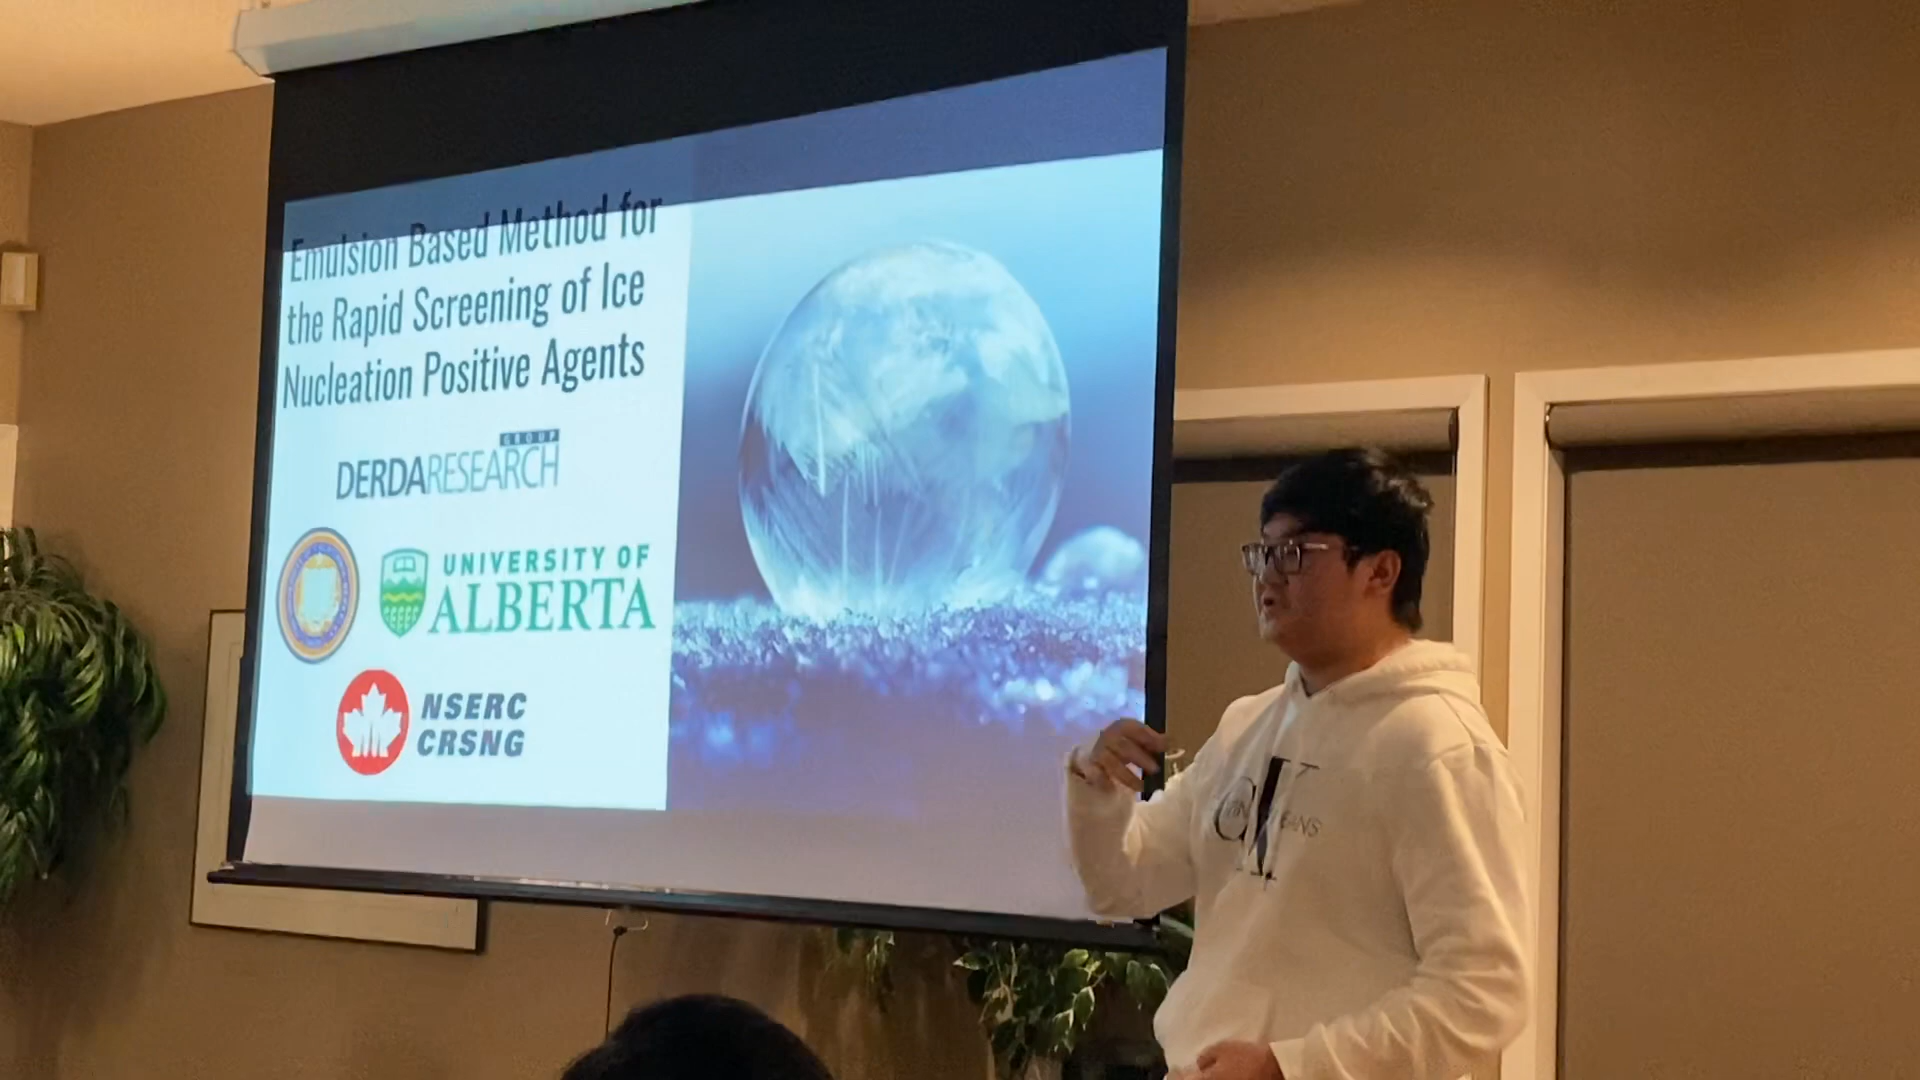 Emulsion Based Method for
the Rapid Screening of Ice
Nucleation Positive Agents
GROUP
DERDARESEARCH
UNIVERSITY OF
ALBERTA
NSERC
CRSNG
CK